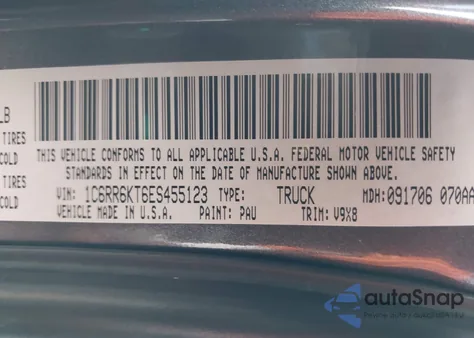 LB
TIRES
COLD
TIRES
COLD
THIS VEHICLE CONFORMS TO ALL APPLICABLE U.S.A. FEDERAL MOTOR VEHICLE SAFETY
STANDARDS IN EFFECT ON THE DATE OF MANUFACTURE SHOWN ABOVE.
VIN: 1C6RR6KT6ES455123 TYPE: TRUCK MDH: 091706 070AA
VEHICLE MADE IN U.S.A. PAINT: PAU TRIM: V9X8
autoSnap